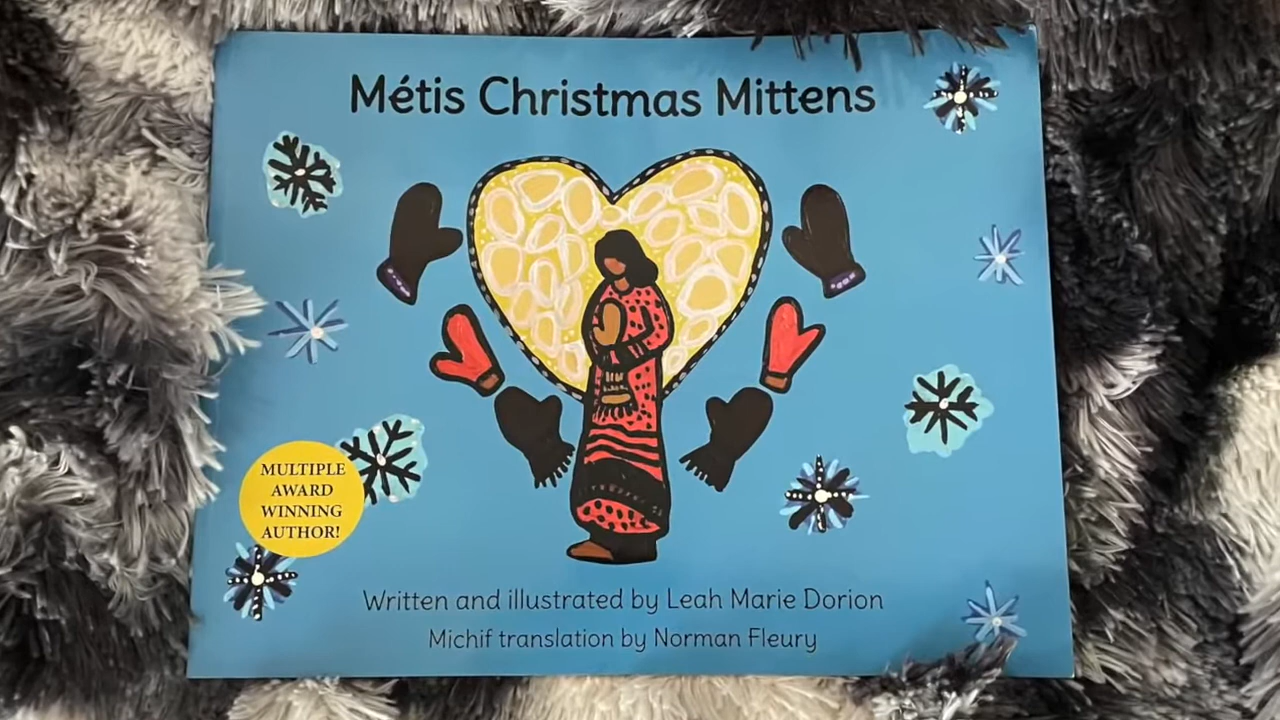 Métis Christmas Mittens
MULTIPLE
AWARD
WINNING
AUTHOR!
Written and illustrated by Leah Marie Dorion
Michif translation by Norman Fleury